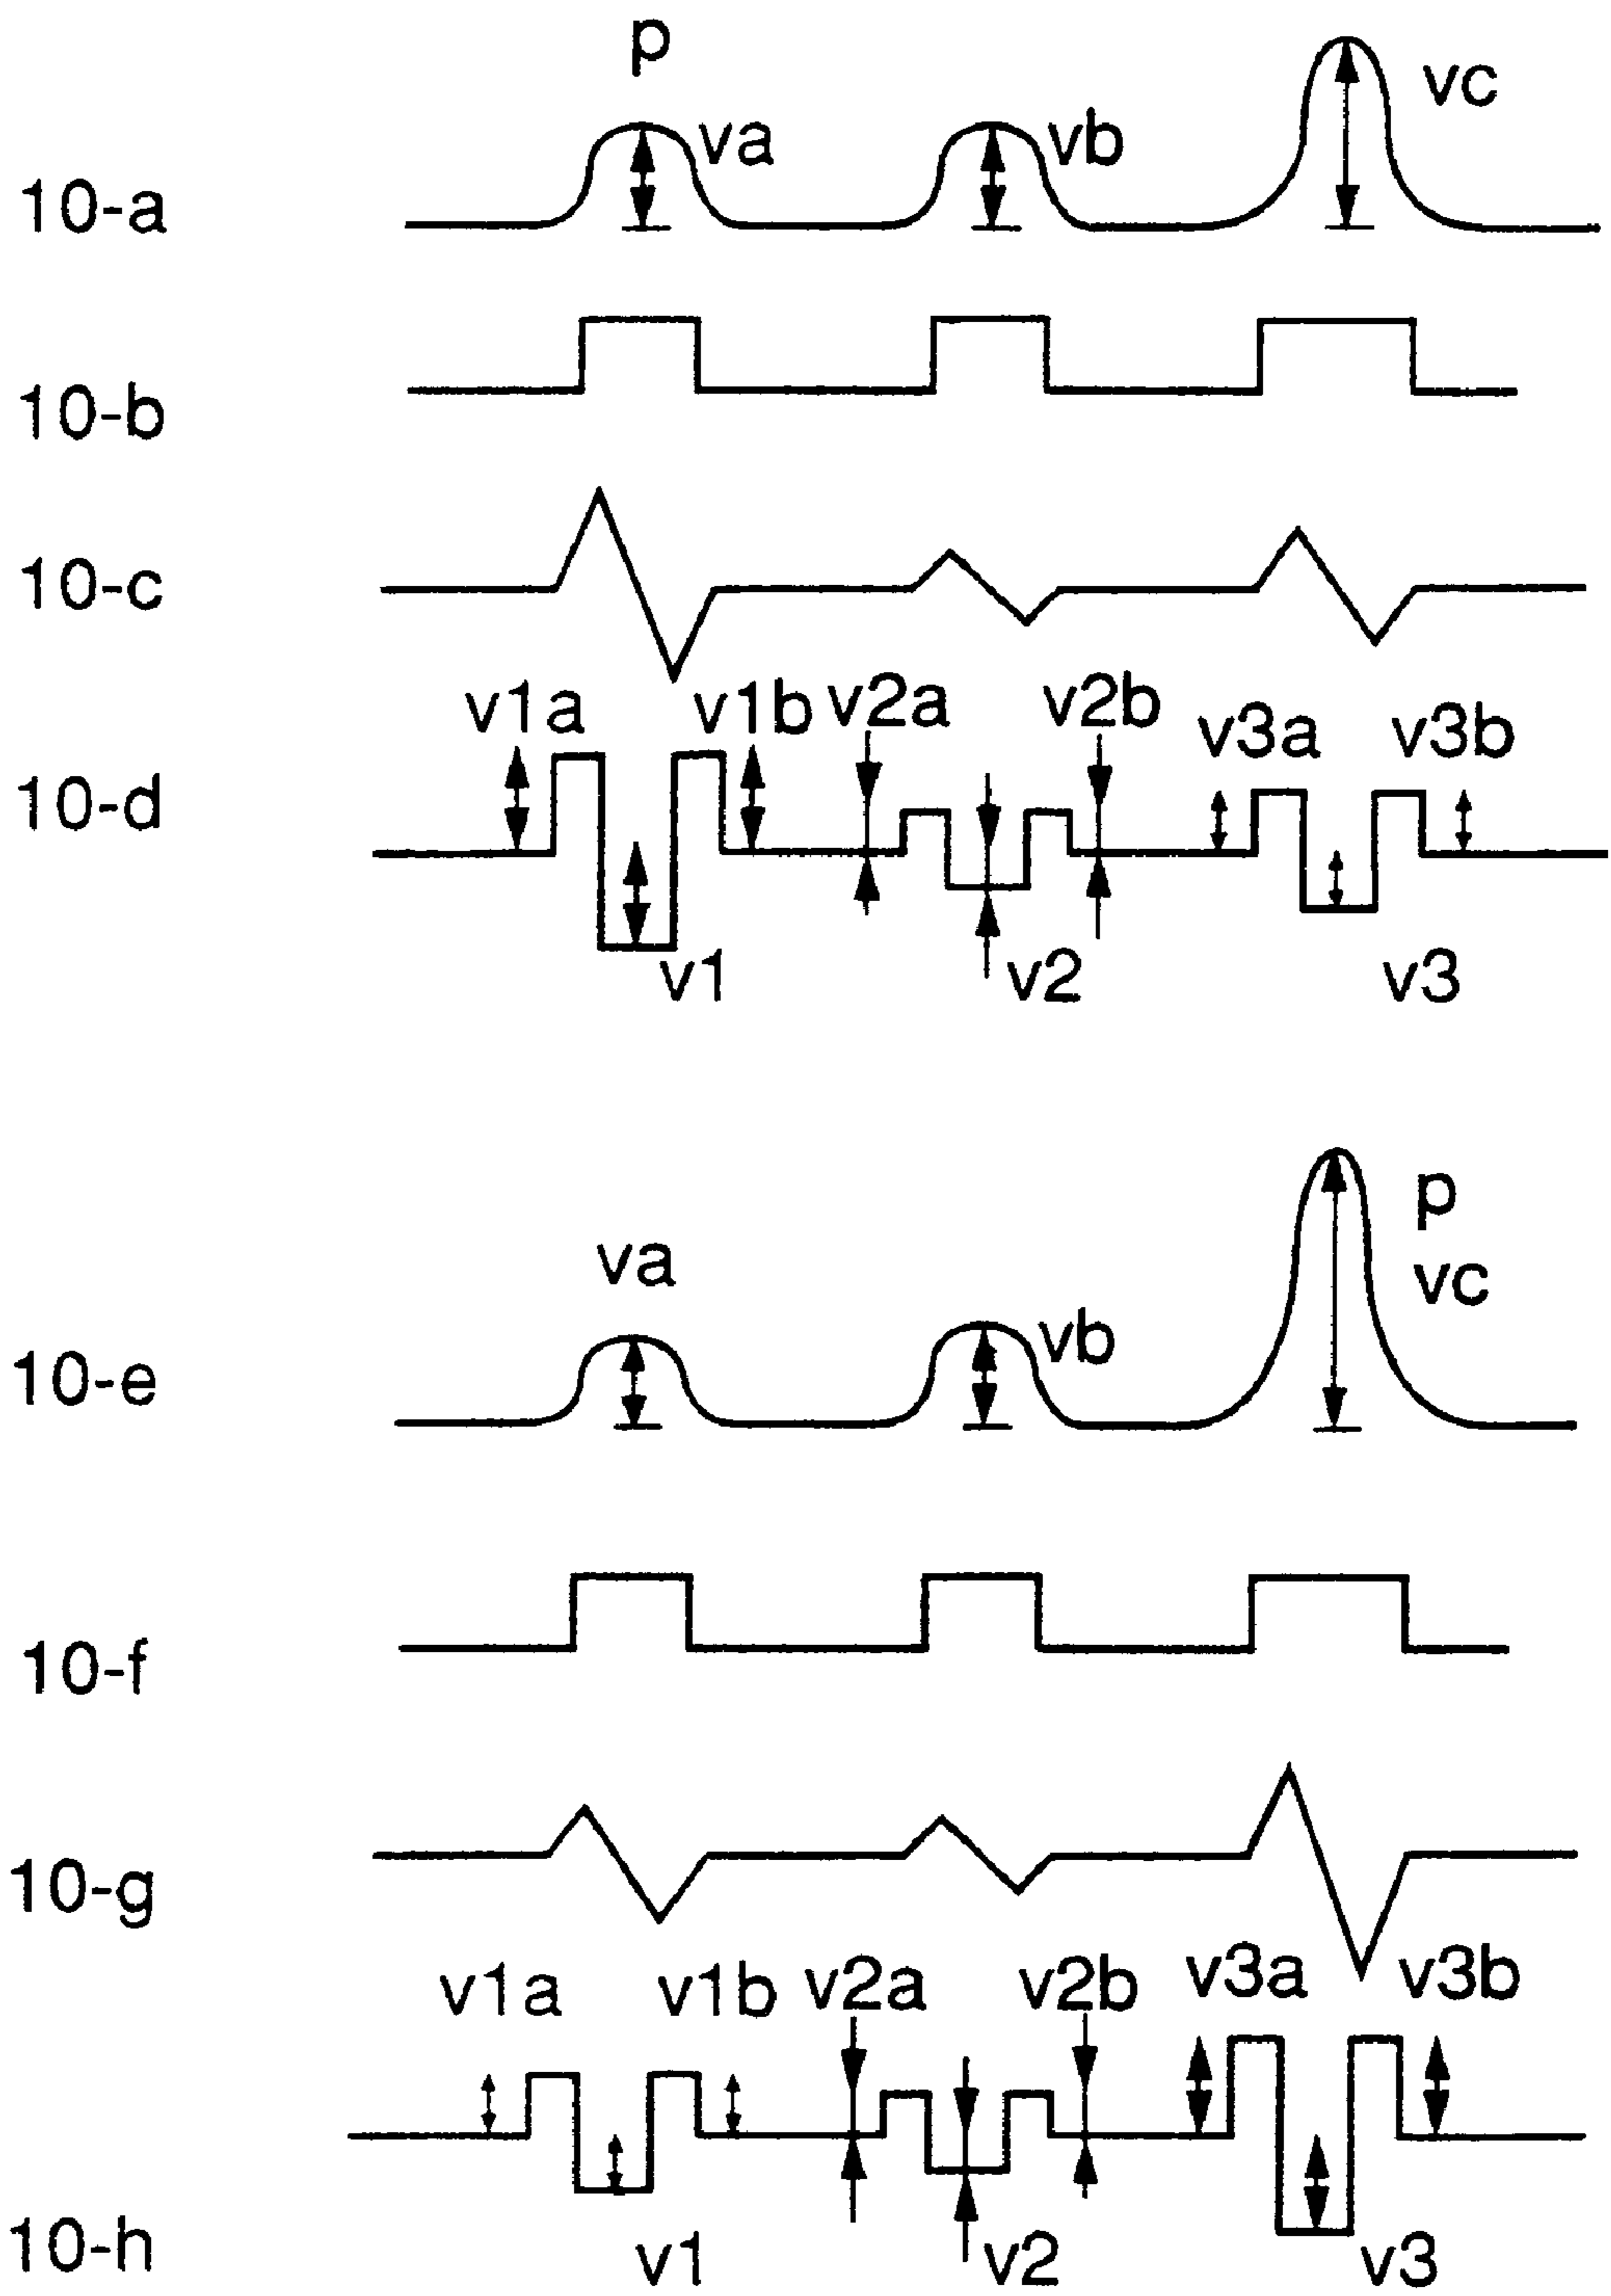 p
va vb vc
10-a
10-b
10-c
v1a v1b v2a v2b v3a v3b
10-d
v1 v2 v3
p
va vb vc
10-e
10-f
10-g
v1a v1b v2a v2b v3a v3b
10-h
v1 v2 v3